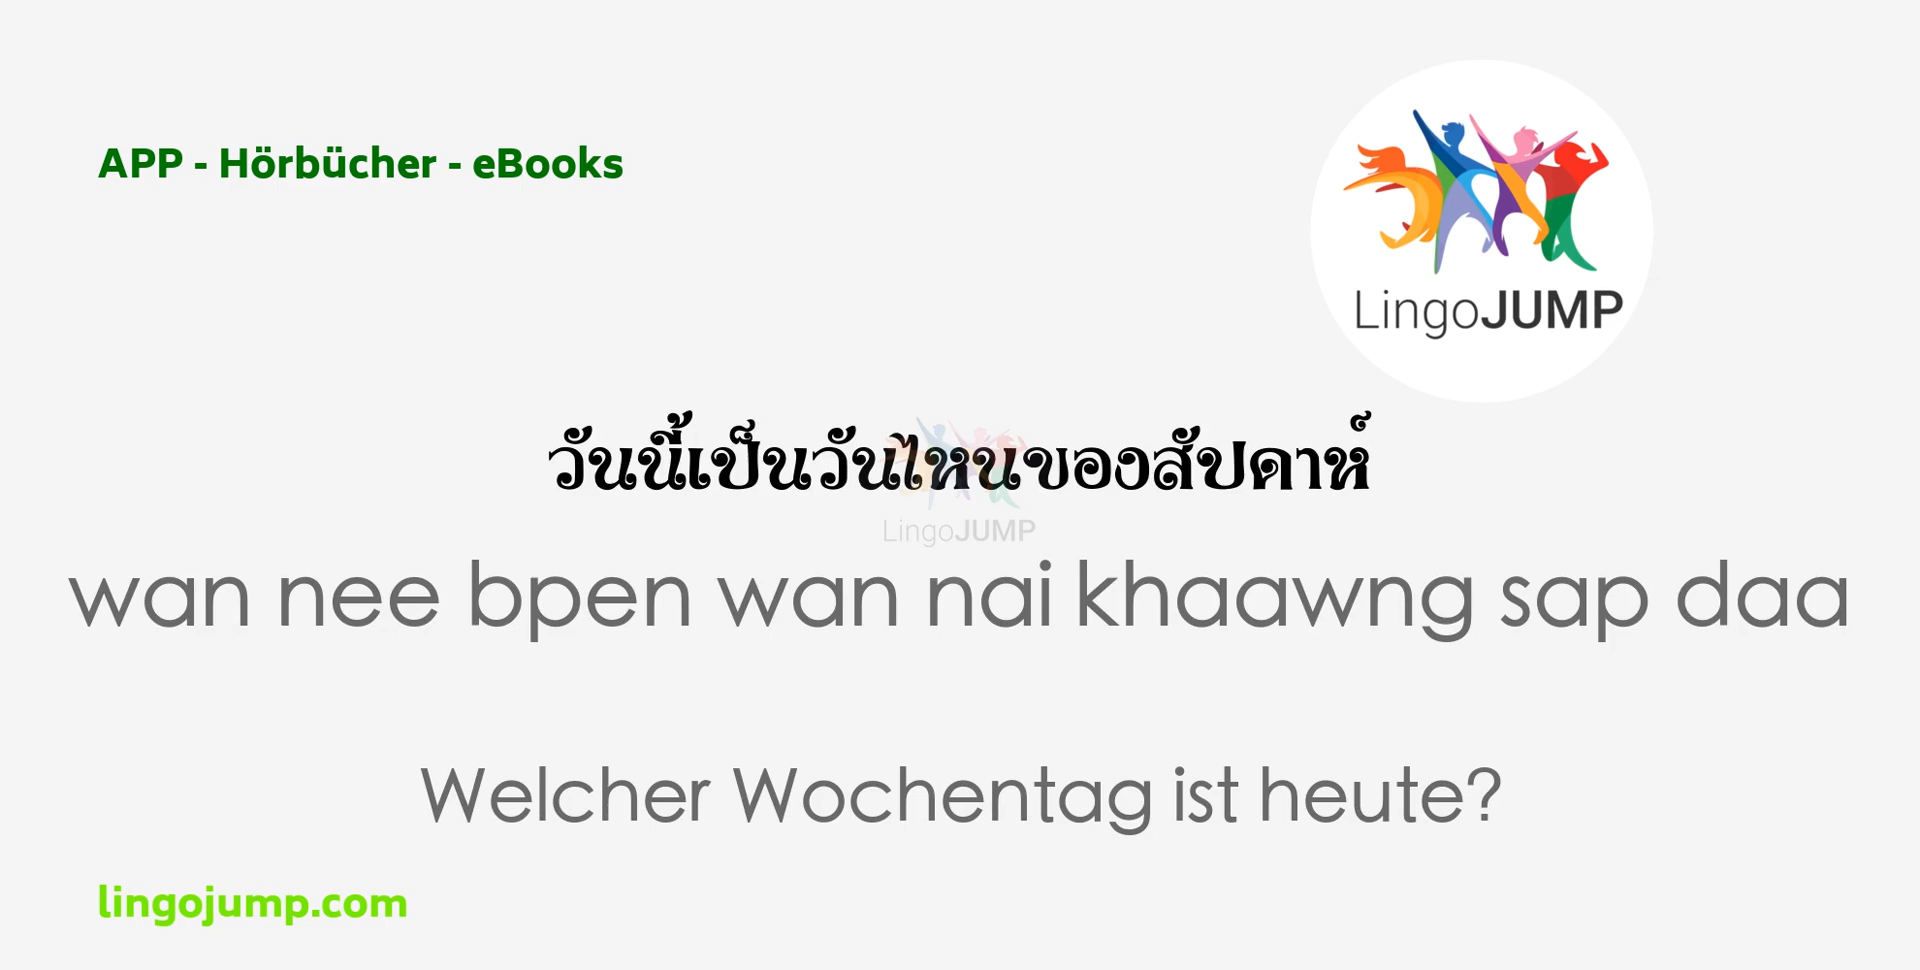 APP - Hörbücher - eBooks
LingoJUMP
วันนี้เป็นวันไหนของสัปดาห์
LingoJUMP
wan nee bpen wan nai khaawng sap daa
Welcher Wochentag ist heute?
lingojump.com